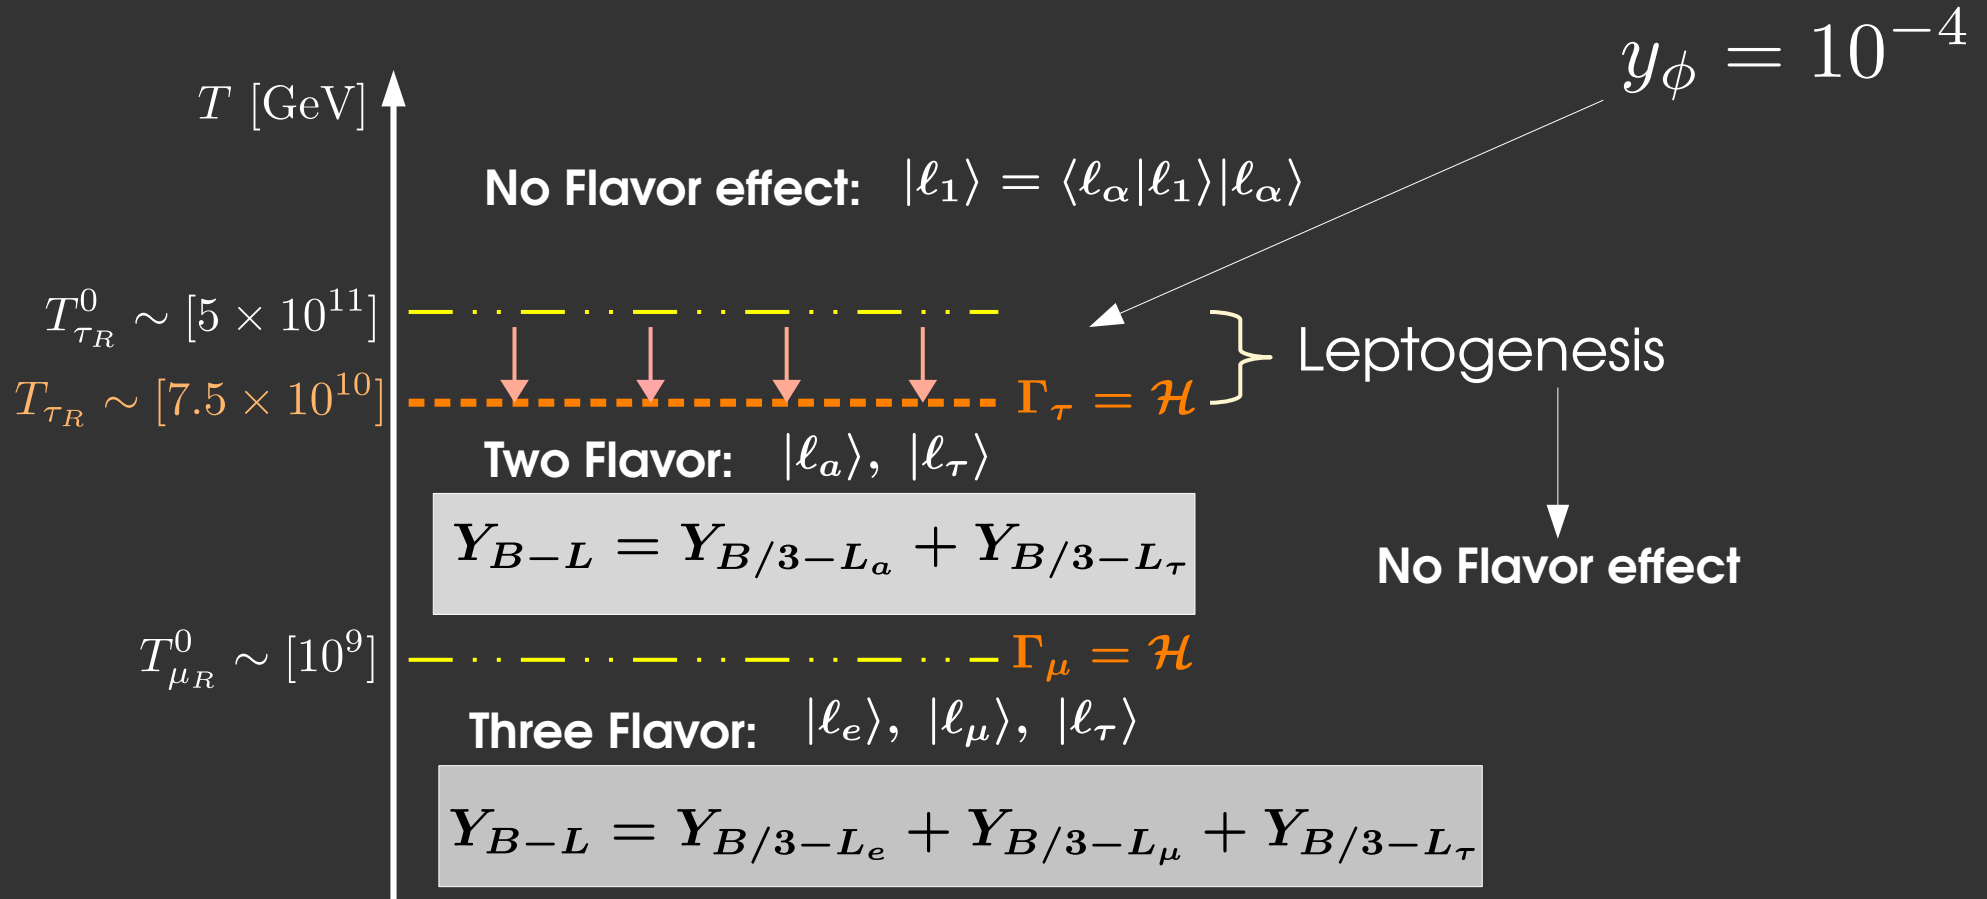 y_ϕ = 10^{−4}
T [GeV]
No Flavor effect: |ℓ_1⟩ = ⟨ℓ_α|ℓ_1⟩|ℓ_α⟩
T^0_{τ_R} ∼ [5 × 10^{11}]
Leptogenesis
T_{τ_R} ∼ [7.5 × 10^{10}]
Γ_τ = ℋ
Two Flavor: |ℓ_a⟩, |ℓ_τ⟩
Y_{B−L} = Y_{B/3−L_a} + Y_{B/3−L_τ}
No Flavor effect
T^0_{μ_R} ∼ [10^9]
Γ_μ = ℋ
Three Flavor: |ℓ_e⟩, |ℓ_μ⟩, |ℓ_τ⟩
Y_{B−L} = Y_{B/3−L_e} + Y_{B/3−L_μ} + Y_{B/3−L_τ}